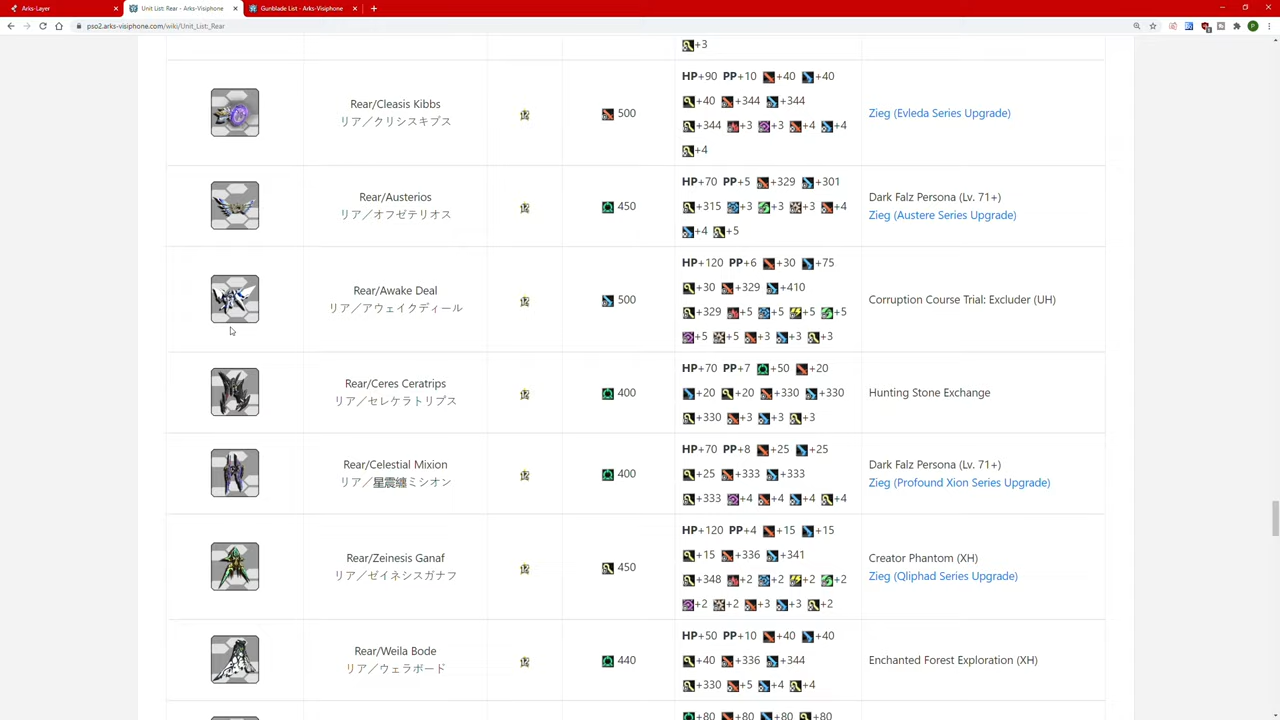 Arks-Layer
Unit List: Rear - Arks-Visiphone
Gunblade List - Arks-Visiphone
pso2.arks-visiphone.com/wiki/Unit_List:_Rear
+3
Rear/Cleasis Kibbs
リア／クリシスキブス
12
500
HP+90 PP+10 +40 +40
+40 +344 +344
+344 +3 +3 +4 +4
+4
Zieg (Evleda Series Upgrade)
Rear/Austerios
リア／オフゼテリオス
12
450
HP+70 PP+5 +329 +301
+315 +3 +3 +3 +4
+4 +5
Dark Falz Persona (Lv. 71+)
Zieg (Austere Series Upgrade)
Rear/Awake Deal
リア／アウェイクディール
12
500
HP+120 PP+6 +30 +75
+30 +329 +410
+329 +5 +5 +5 +5
+5 +5 +3 +3 +3
Corruption Course Trial: Excluder (UH)
Rear/Ceres Ceratrips
リア／セレケラトリプス
12
400
HP+70 PP+7 +50 +20
+20 +20 +330 +330
+330 +3 +3 +3
Hunting Stone Exchange
Rear/Celestial Mixion
リア／星震纏ミシオン
12
400
HP+70 PP+8 +25 +25
+25 +333 +333
+333 +4 +4 +4 +4
Dark Falz Persona (Lv. 71+)
Zieg (Profound Xion Series Upgrade)
Rear/Zeinesis Ganaf
リア／ゼイネシスガナフ
12
450
HP+120 PP+4 +15 +15
+15 +336 +341
+348 +2 +2 +2 +2
+2 +2 +3 +3 +2
Creator Phantom (XH)
Zieg (Qliphad Series Upgrade)
Rear/Weila Bode
リア／ウェラボード
12
440
HP+50 PP+10 +40 +40
+40 +336 +344
+330 +5 +4 +4
Enchanted Forest Exploration (XH)
+80 +80 +80 +80